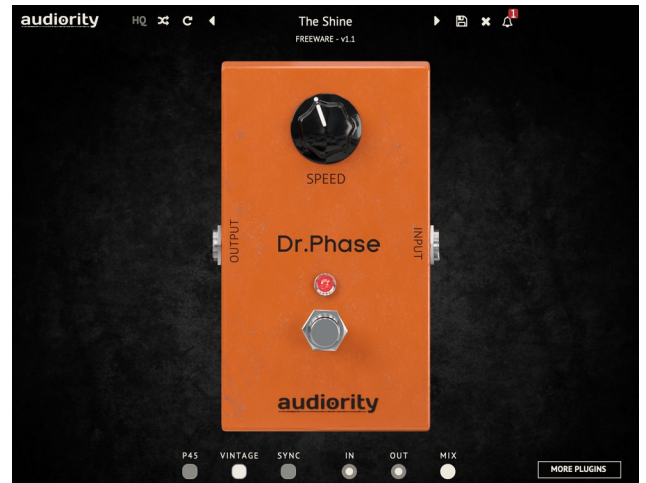 audiority HQ The Shine 1
FREEWARE - v1.1
SPEED
OUTPUT
INPUT
Dr.Phase
audiority
P45 VINTAGE SYNC IN OUT MIX
MORE PLUGINS